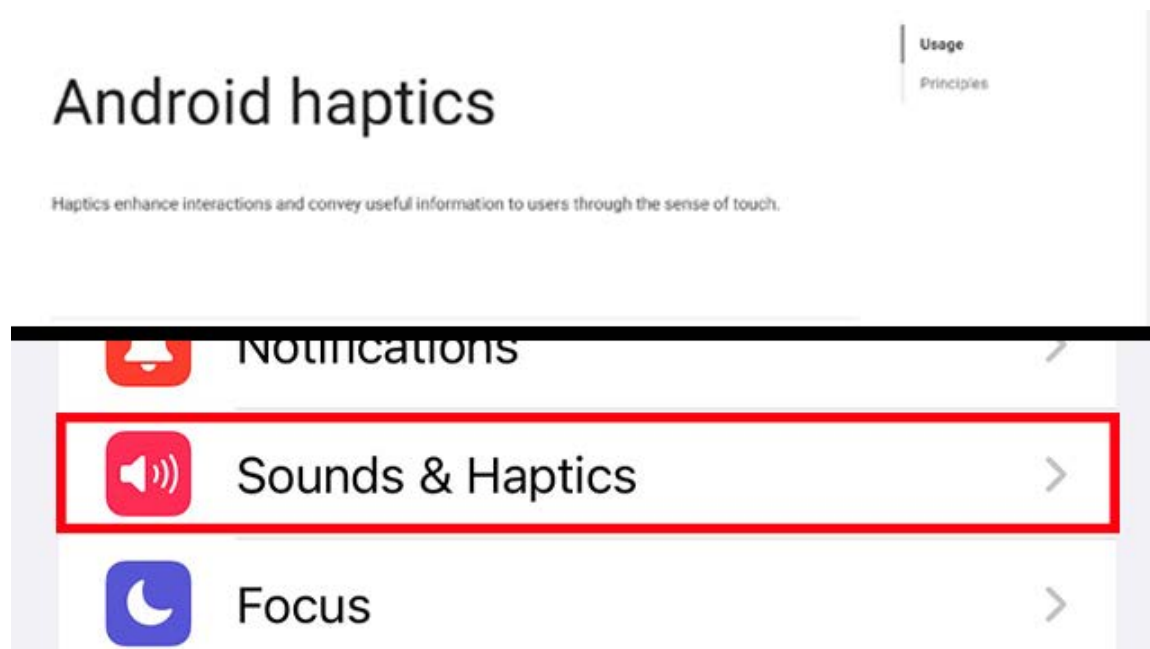 Usage
Principles
Android haptics
Haptics enhance interactions and convey useful information to users through the sense of touch.
Notifications
Sounds & Haptics
Focus